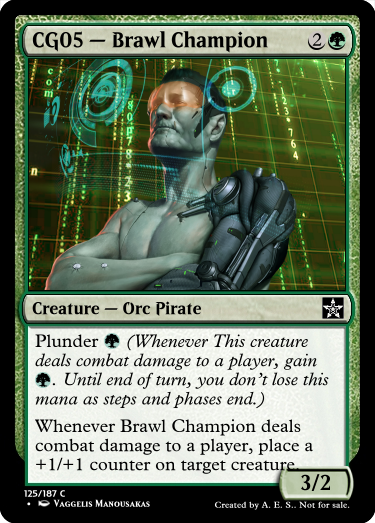 CG05 — Brawl Champion 2
com
Creature — Orc Pirate
Plunder (Whenever This creature
deals combat damage to a player, gain
. Until end of turn, you don't lose this
mana as steps and phases end.)
Whenever Brawl Champion deals
combat damage to a player, place a
+1/+1 counter on target creature.
3/2
125/187 C
• Vaggelis Manousakas
Created by A. E. S.. Not for sale.